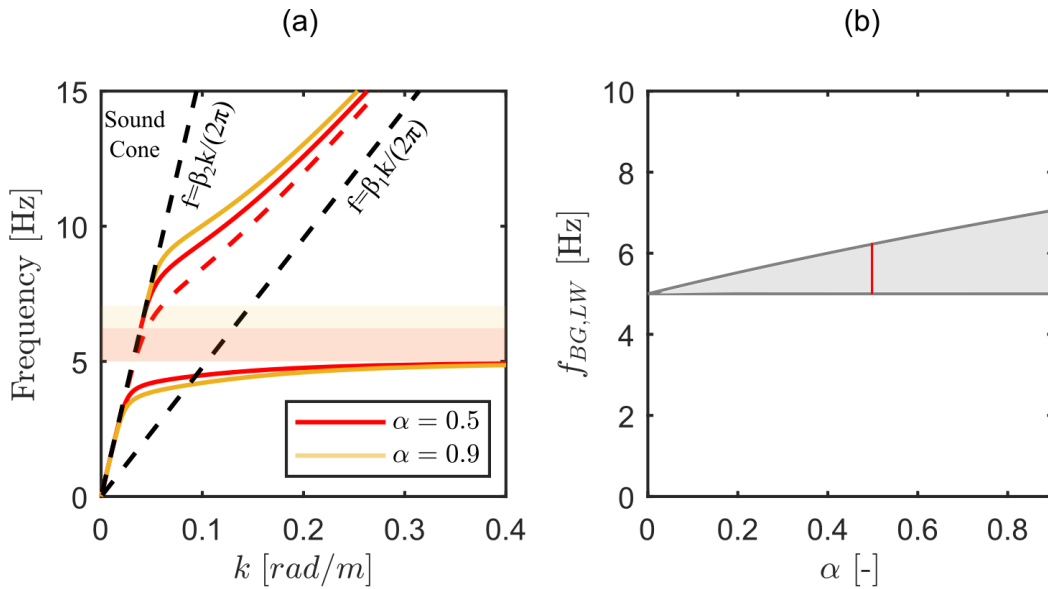 (a)
15
10
5
0
Frequency [Hz]
Sound
Cone
f=β₂k/(2π)
f=β₁k/(2π)
α = 0.5
α = 0.9
0
0.1
0.2
0.3
0.4
k [rad/m]
(b)
10
8
6
4
2
0
f_{BG,LW} [Hz]
0
0.2
0.4
0.6
0.8
α [-]